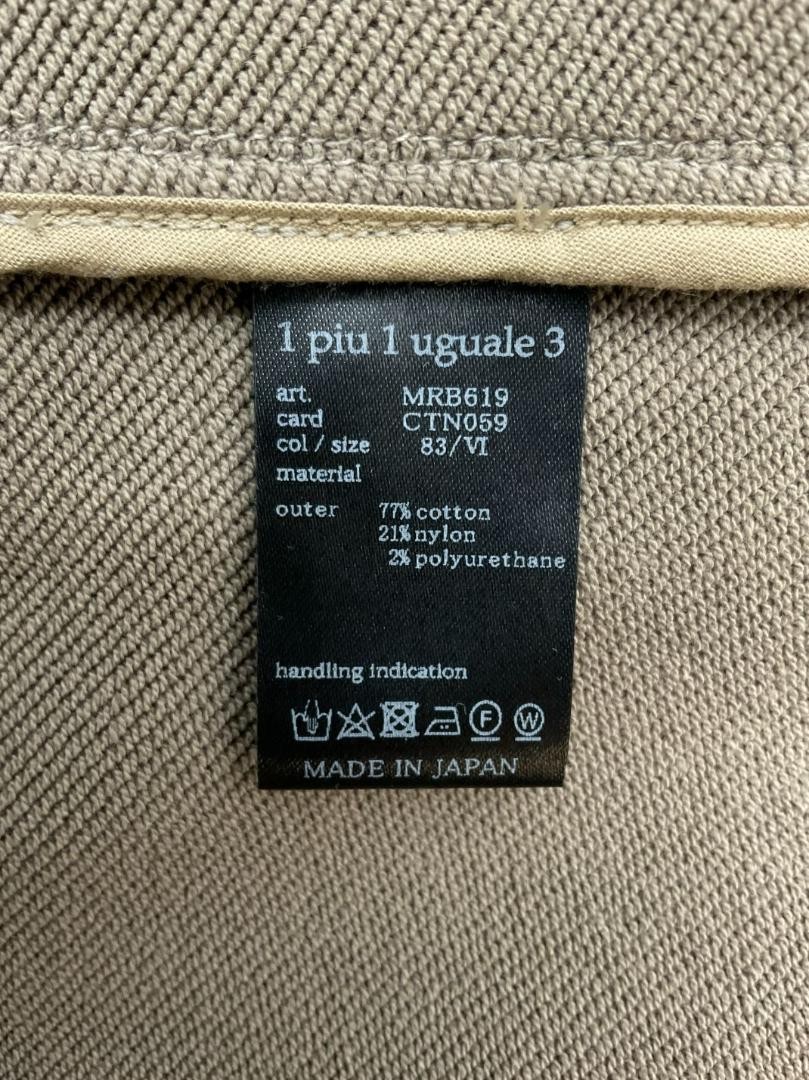 1 piu 1 uguale 3
art. MRB619
card CTN059
col / size 83/VI
material
outer 77% cotton
21% nylon
2% polyurethane
handling indication
F W
MADE IN JAPAN